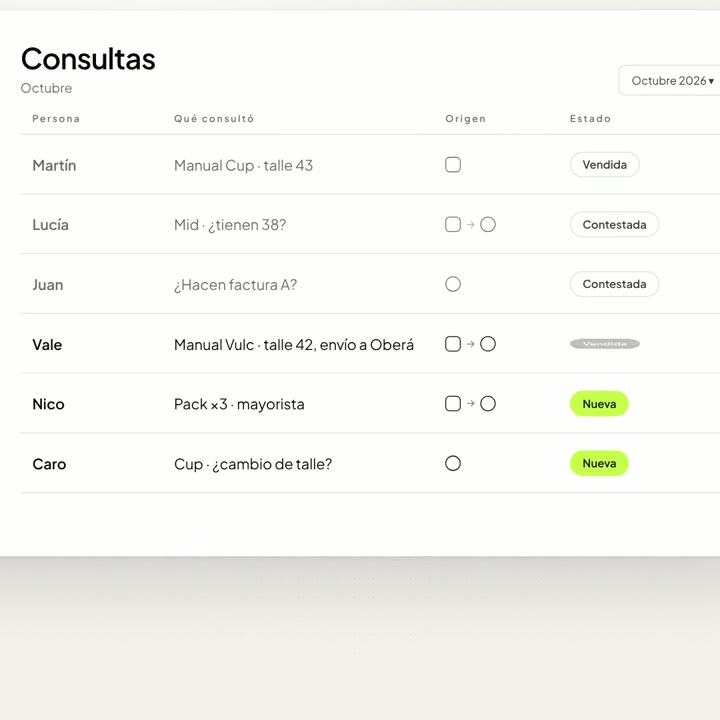 Consultas
Octubre
Octubre 2026 ▾
Persona Qué consultó Origen Estado
Martín Manual Cup · talle 43 Vendida
Lucía Mid · ¿tienen 38? → Contestada
Juan ¿Hacen factura A? Contestada
Vale Manual Vulc · talle 42, envío a Oberá → Vendida
Nico Pack ×3 · mayorista → Nueva
Caro Cup · ¿cambio de talle? Nueva